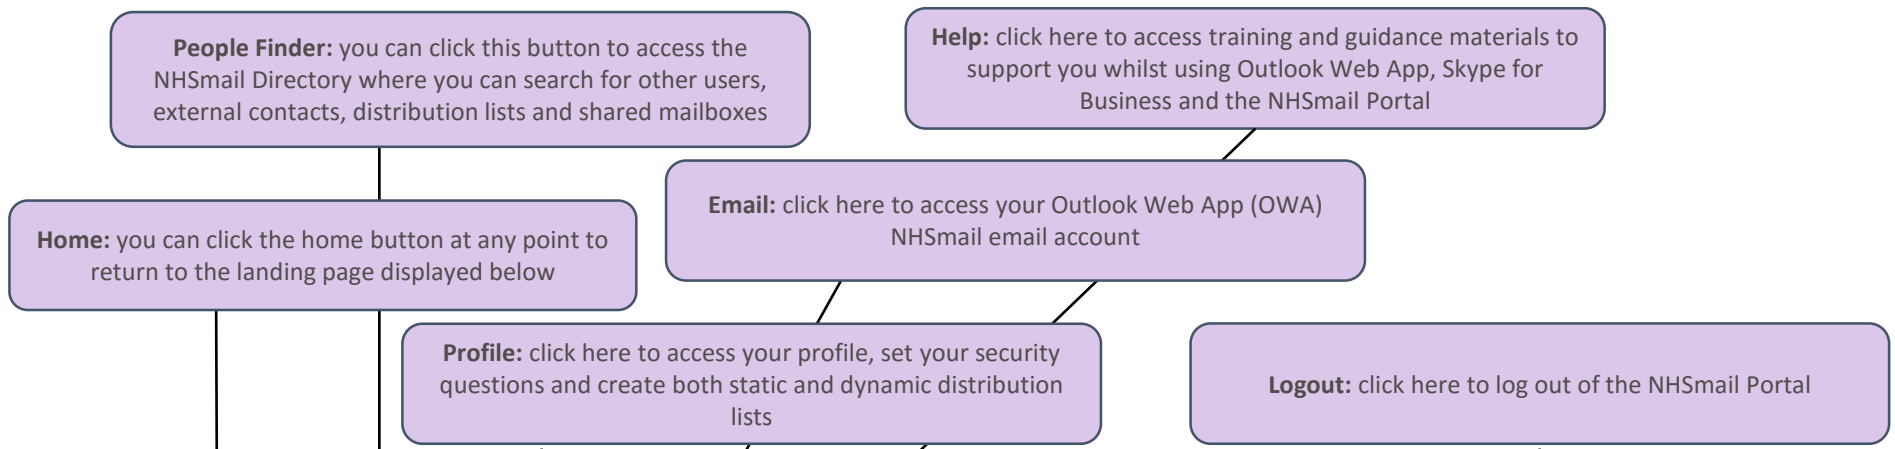 People Finder: you can click this button to access the
NHSmail Directory where you can search for other users,
external contacts, distribution lists and shared mailboxes
Help: click here to access training and guidance materials to
support you whilst using Outlook Web App, Skype for
Business and the NHSmail Portal
Home: you can click the home button at any point to
return to the landing page displayed below
Email: click here to access your Outlook Web App (OWA)
NHSmail email account
Profile: click here to access your profile, set your security
questions and create both static and dynamic distribution
lists
Logout: click here to log out of the NHSmail Portal